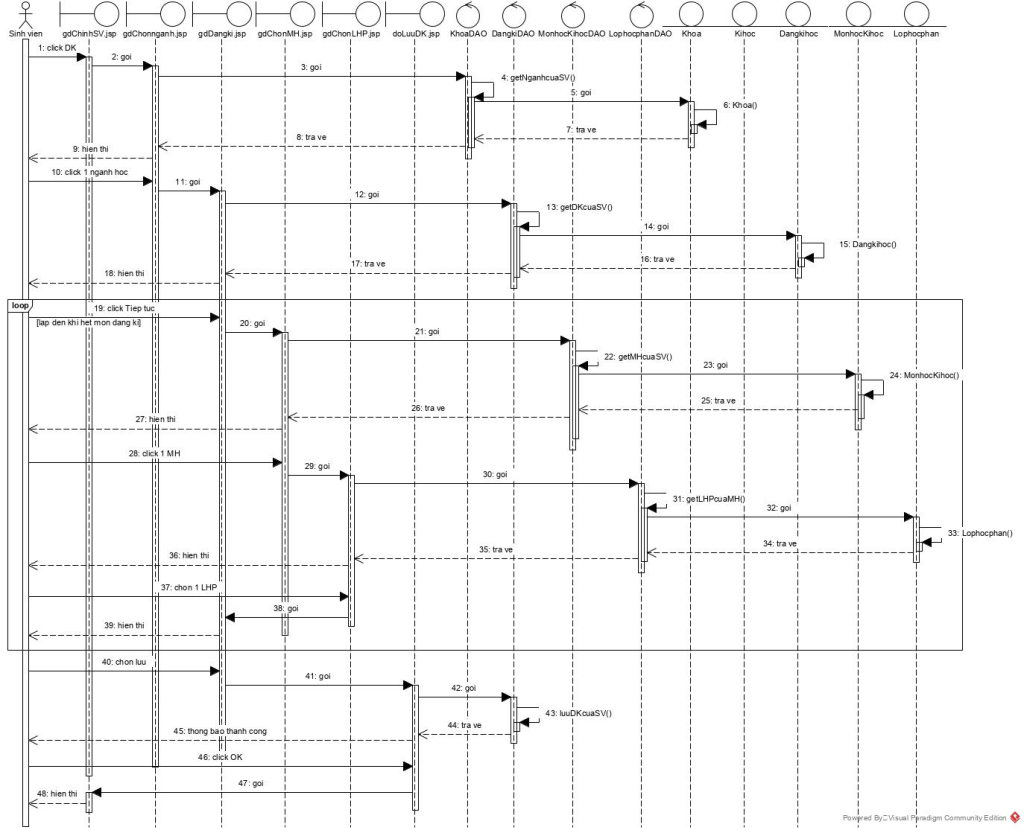 Sinh vien
gdChinhSV.jsp
gdChonnganh.jsp
gdDangki.jsp
gdChonMH.jsp
gdChonLHP.jsp
doLuuDK.jsp
KhoaDAO
DangkiDAO
MonhocKihocDAO
LophocphanDAO
Khoa
Kihoc
Dangkihoc
MonhocKihoc
Lophocphan
1: click DK
2: goi
3: goi
4: getNganhcuaSV()
5: goi
6: Khoa()
7: tra ve
8: tra ve
9: hien thi
10: click 1 nganh hoc
11: goi
12: goi
13: getDKcuaSV()
14: goi
15: Dangkihoc()
16: tra ve
17: tra ve
18: hien thi
loop
19: click Tiep tuc
[lap den khi het mon dang ki]
20: goi
21: goi
22: getMHcuaSV()
23: goi
24: MonhocKihoc()
25: tra ve
26: tra ve
27: hien thi
28: click 1 MH
29: goi
30: goi
31: getLHPcuaMH()
32: goi
33: Lophocphan()
34: tra ve
35: tra ve
36: hien thi
37: chon 1 LHP
38: goi
39: hien thi
40: chon luu
41: goi
42: goi
43: luuDKcuaSV()
44: tra ve
45: thong bao thanh cong
46: click OK
47: goi
48: hien thi
Powered By Visual Paradigm Community Edition